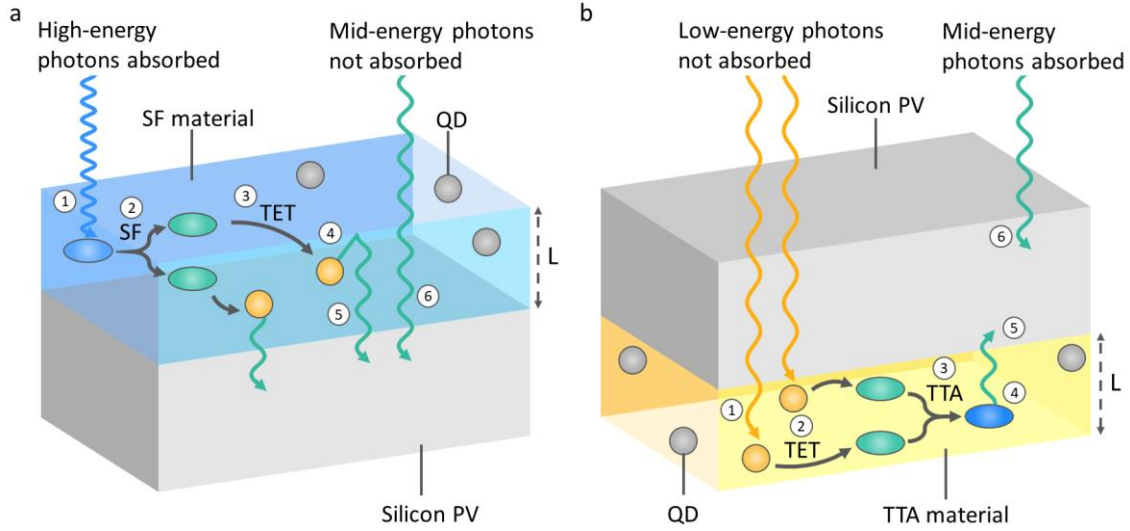 a
High-energy
photons absorbed
Mid-energy photons
not absorbed
SF material
QD
1
2
SF
3
TET
4
5
6
L
Silicon PV
b
Low-energy photons
not absorbed
Mid-energy
photons absorbed
Silicon PV
6
5
L
3
TTA
4
1
2
TET
QD
TTA material